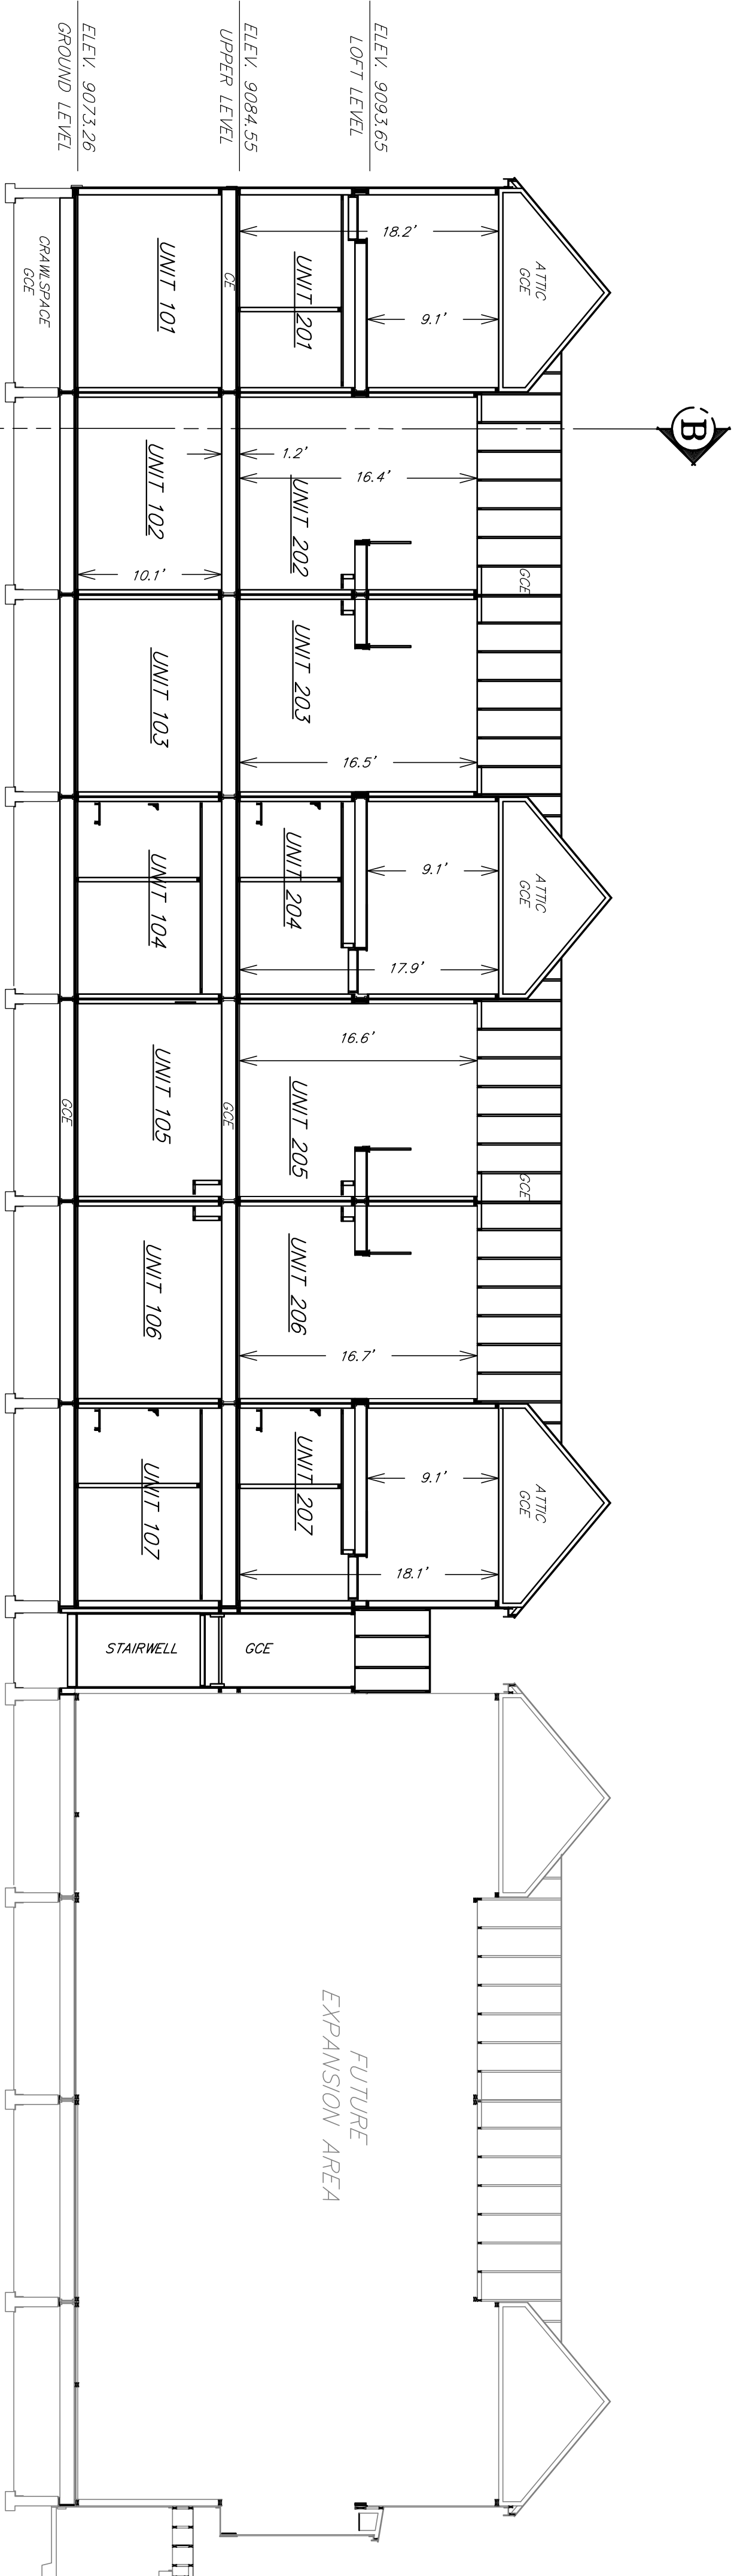 ELEV. 9093.65
LOFT LEVEL
ELEV. 9084.55
UPPER LEVEL
ELEV. 9073.26
GROUND LEVEL
B
ATTIC
GCE
18.2'
9.1'
UNIT 201
CE
UNIT 101
CRAWLSPACE
GCE
GCE
1.2'
16.4'
UNIT 202
UNIT 102
10.1'
UNIT 203
16.5'
UNIT 103
ATTIC
GCE
9.1'
17.9'
UNIT 204
UNIT 104
GCE
16.6'
UNIT 205
GCE
UNIT 105
GCE
UNIT 206
16.7'
UNIT 106
ATTIC
GCE
9.1'
18.1'
UNIT 207
UNIT 107
STAIRWELL
GCE
FUTURE
EXPANSION AREA